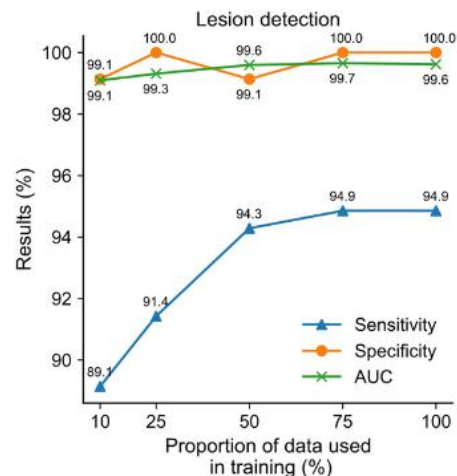 Lesion detection
100.0 100.0 100.0
99.6
99.1
99.1 99.3 99.1 99.7 99.6
94.9 94.9
94.3
91.4
89.1
100
98
96
94
92
90
Results (%)
Sensitivity
Specificity
AUC
10 25 50 75 100
Proportion of data used
in training (%)